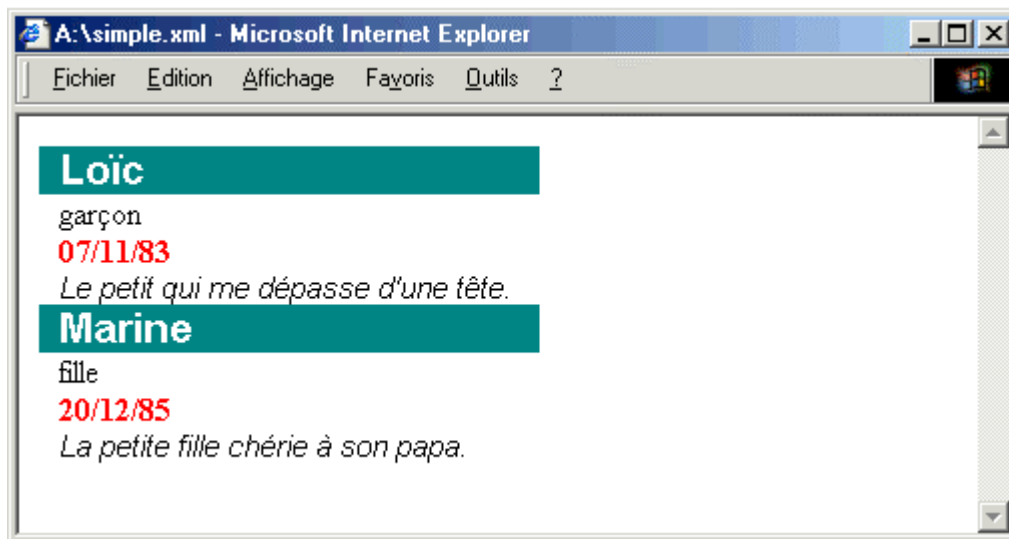 A:\simple.xml - Microsoft Internet Explorer
Fichier Edition Affichage Favoris Outils ?
Loïc
garçon
07/11/83
Le petit qui me dépasse d'une tête.
Marine
fille
20/12/85
La petite fille chérie à son papa.